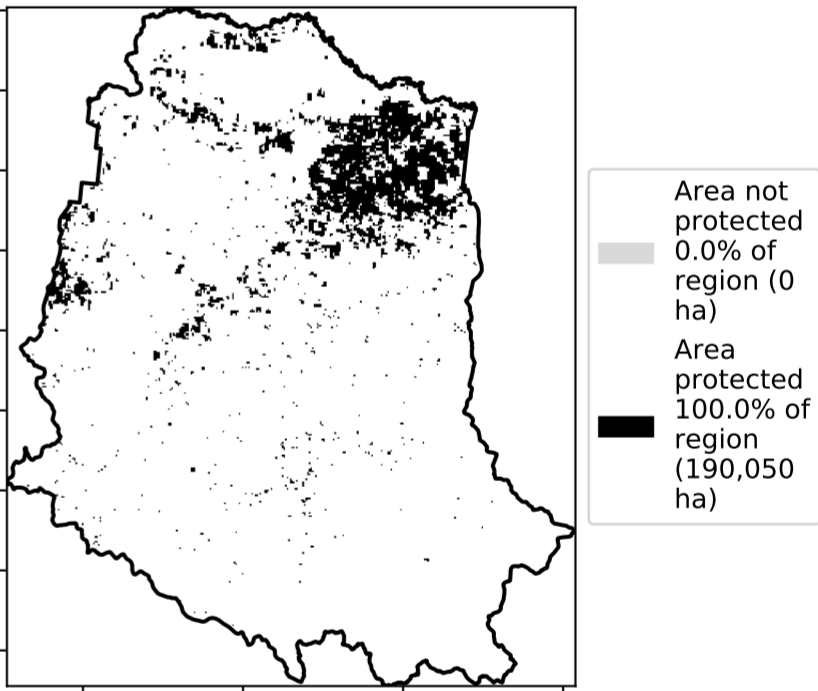 Area not
protected
0.0% of
region (0
ha)
Area
protected
100.0% of
region
(190,050
ha)